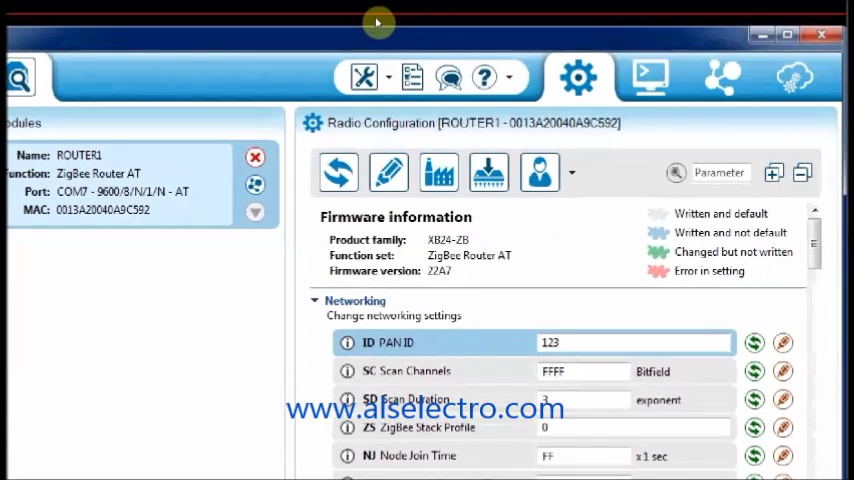 odules
Name: ROUTER1
Function: ZigBee Router AT
Port: COM7 - 9600/8/N/1/N - AT
MAC: 0013A20040A9C592
Radio Configuration [ROUTER1 - 0013A20040A9C592]
Parameter
Firmware information
Product family: XB24-ZB
Function set: ZigBee Router AT
Firmware version: 22A7
Written and default
Written and not default
Changed but not written
Error in setting
Networking
Change networking settings
ID PAN ID 123
SC Scan Channels FFFF Bitfield
SD Scan Duration 3 exponent
www.alselectro.com
ZS ZigBee Stack Profile 0
NJ Node Join Time FF x 1 sec